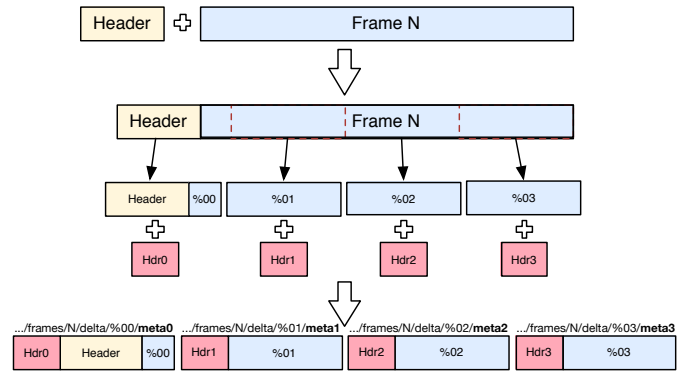 Header Frame N
Header Frame N
Header %00 %01 %02 %03
Hdr0 Hdr1 Hdr2 Hdr3
.../frames/N/delta/%00/meta0 .../frames/N/delta/%01/meta1 .../frames/N/delta/%02/meta2 .../frames/N/delta/%03/meta3
Hdr0 Header %00 Hdr1 %01 Hdr2 %02 Hdr3 %03